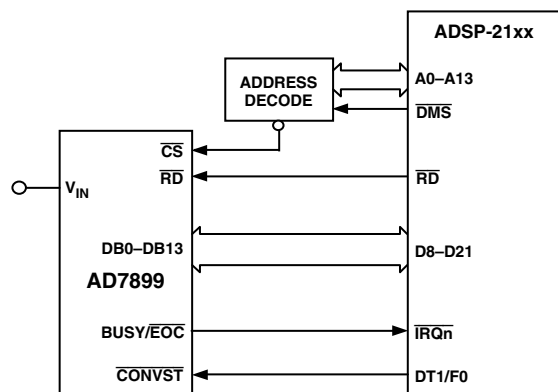 ADSP-21xx
ADDRESS
DECODE
A0–A13
DMS
CS
RD
RD
VIN
DB0–DB13
D8–D21
AD7899
BUSY/EOC
IRQn
CONVST
DT1/F0